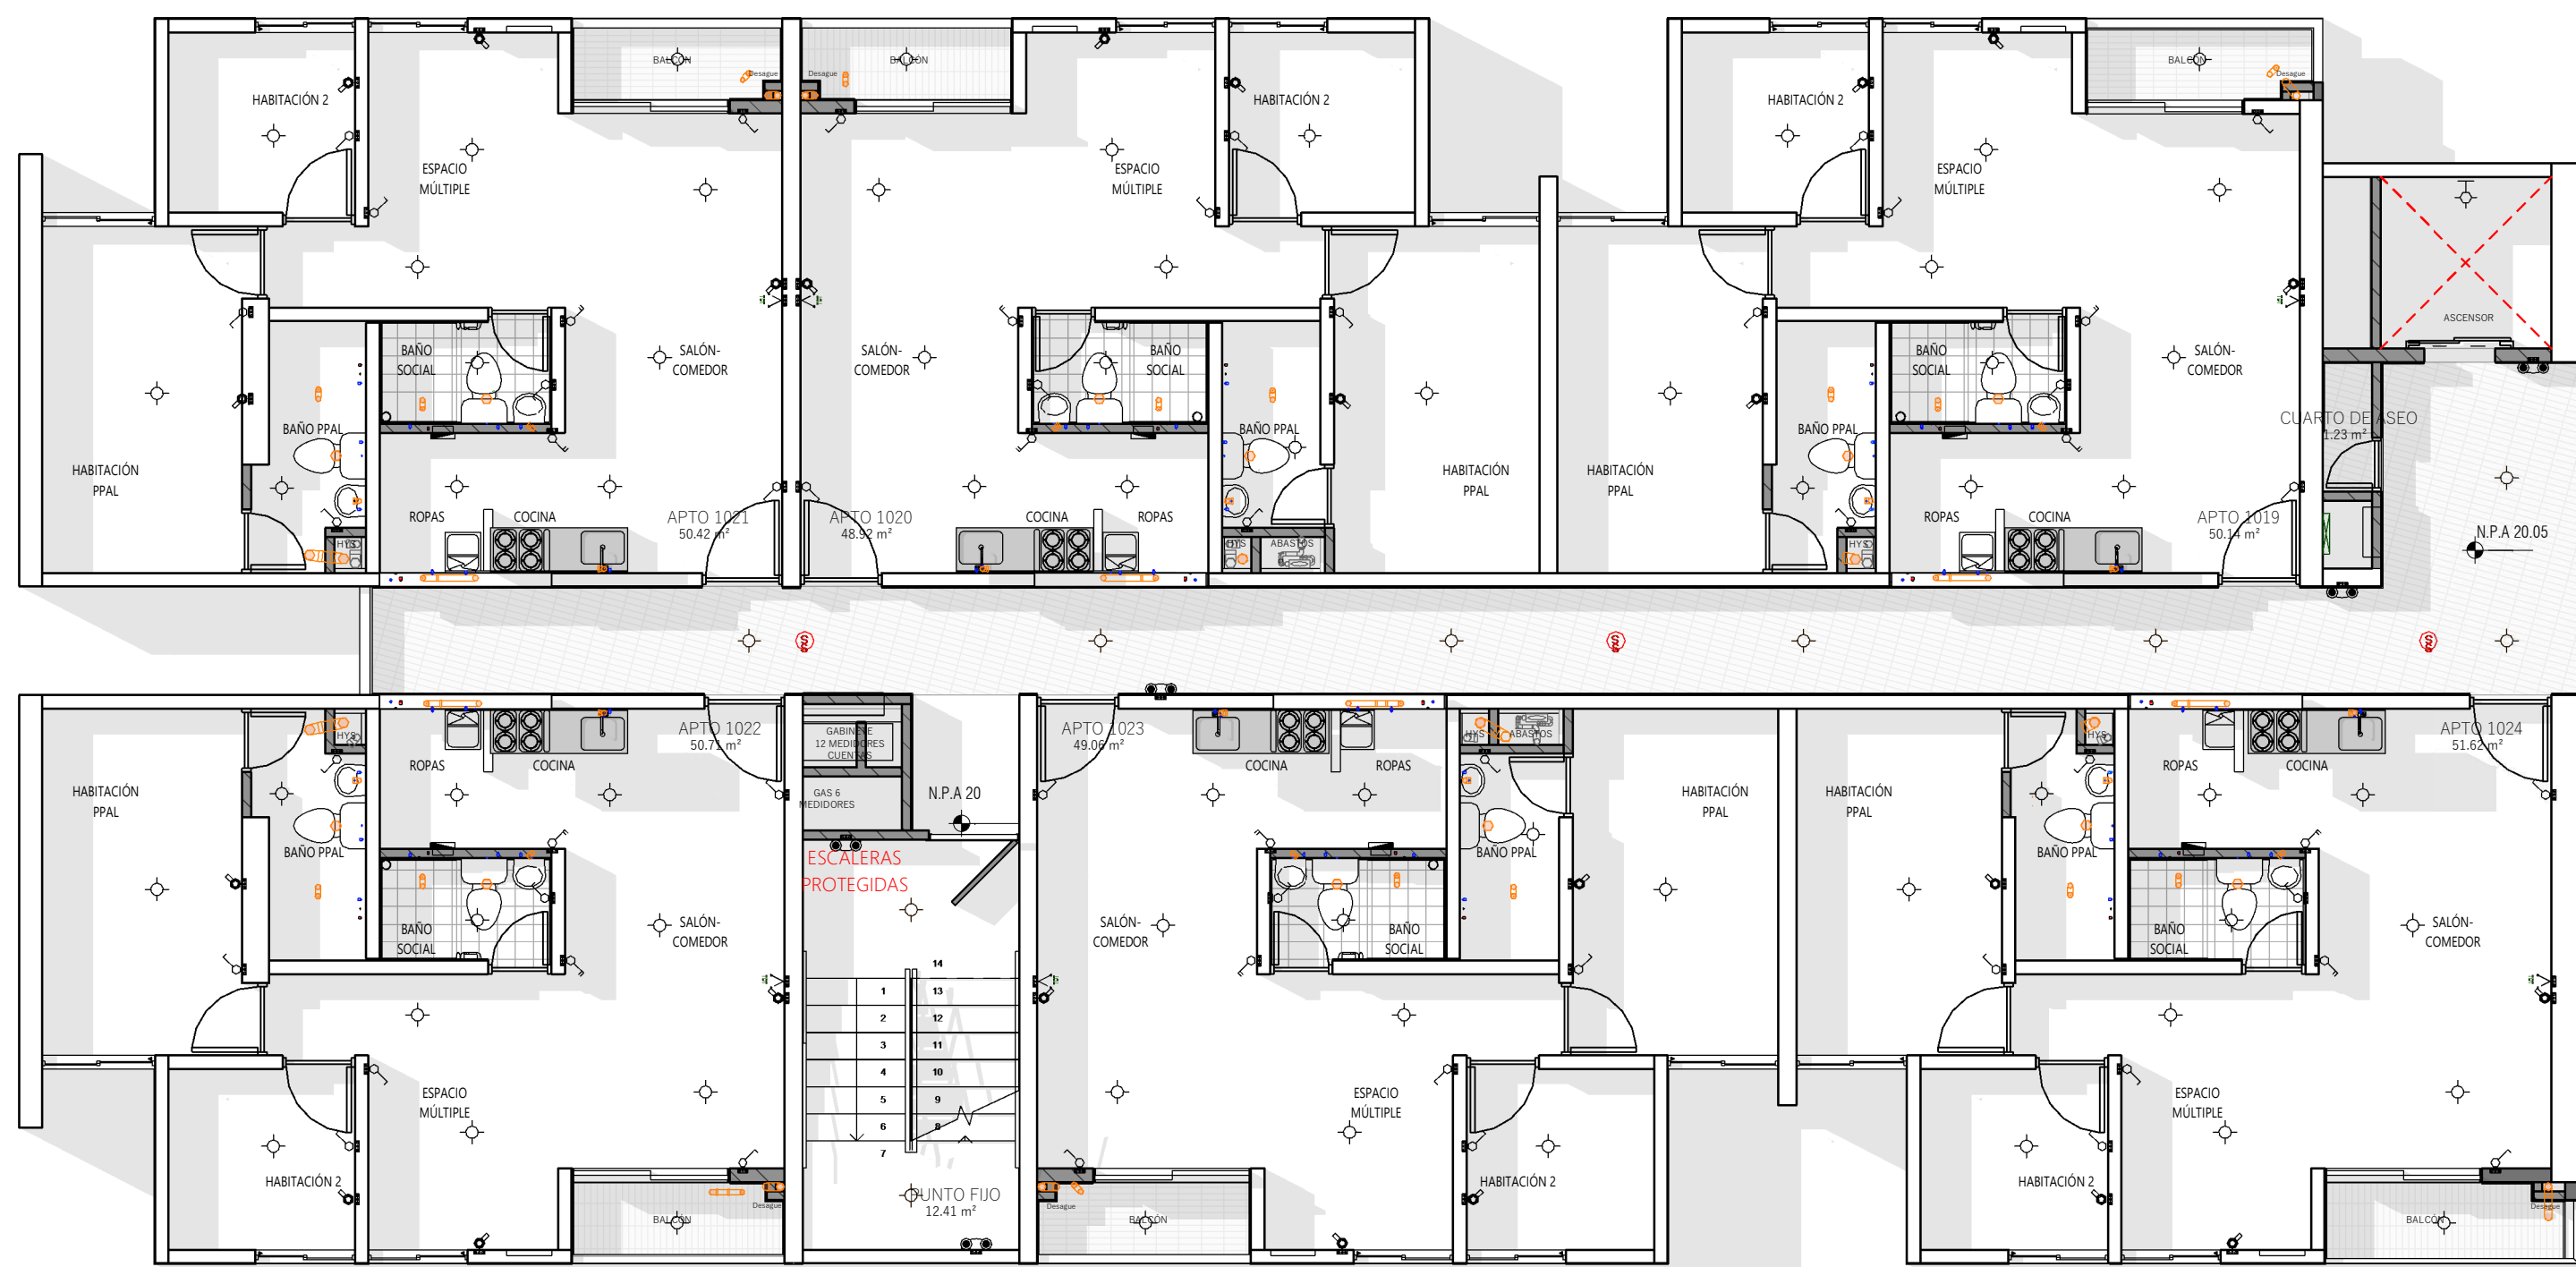 BALCÓN
Desague
Desague
BALCÓN
BALCÓN
Desague
HABITACIÓN 2
HABITACIÓN 2
HABITACIÓN 2
ESPACIO
MÚLTIPLE
ESPACIO
MÚLTIPLE
ESPACIO
MÚLTIPLE
ASCENSOR
BAÑO
SOCIAL
SALÓN-
COMEDOR
SALÓN-
COMEDOR
BAÑO
SOCIAL
BAÑO
SOCIAL
SALÓN-
COMEDOR
CUARTO DE ASEO
1.23 m²
BAÑO PPAL
BAÑO PPAL
BAÑO PPAL
HABITACIÓN
PPAL
HABITACIÓN
PPAL
HABITACIÓN
PPAL
ROPAS
COCINA
APTO 1021
50.42 m²
APTO 1020
48.92 m²
COCINA
ROPAS
ROPAS
COCINA
APTO 1019
50.14 m²
N.P.A 20.05
HYS
HYS
ABASTOS
HYS
APTO 1022
50.71 m²
GABINETE
12 MEDIDORES
CUENTAS
APTO 1023
49.06 m²
HYS
HYS
ABASTOS
HYS
APTO 1024
51.62 m²
ROPAS
COCINA
COCINA
ROPAS
ROPAS
COCINA
HABITACIÓN
PPAL
GAS 6
MEDIDORES
N.P.A 20
HABITACIÓN
PPAL
HABITACIÓN
PPAL
BAÑO PPAL
ESCALERAS
PROTEGIDAS
BAÑO PPAL
BAÑO PPAL
BAÑO
SOCIAL
SALÓN-
COMEDOR
SALÓN-
COMEDOR
BAÑO
SOCIAL
BAÑO
SOCIAL
SALÓN-
COMEDOR
14
1 13
2 12
3 11
4 10
5 9
6 8
7
ESPACIO
MÚLTIPLE
ESPACIO
MÚLTIPLE
ESPACIO
MÚLTIPLE
HABITACIÓN 2
HABITACIÓN 2
HABITACIÓN 2
PUNTO FIJO
12.41 m²
BALCÓN
Desague
Desague
BALCÓN
BALCÓN
Desague